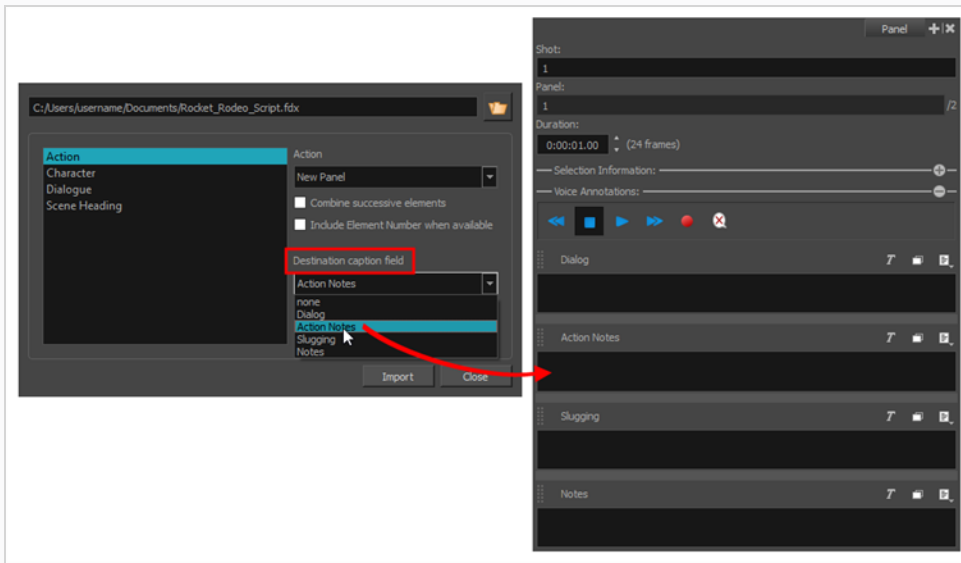 C:/Users/username/Documents/Rocket_Rodeo_Script.fdx
Action
Character
Dialogue
Scene Heading
Action
New Panel
Combine successive elements
Include Element Number when available
Destination caption field
Action Notes
none
Dialog
Action Notes
Slugging
Notes
Import Close
Panel
Shot:
1
Panel:
1 /2
Duration:
0:00:01.00 (24 frames)
Selection Information:
Voice Annotations:
Dialog T
Action Notes T
Slugging T
Notes T